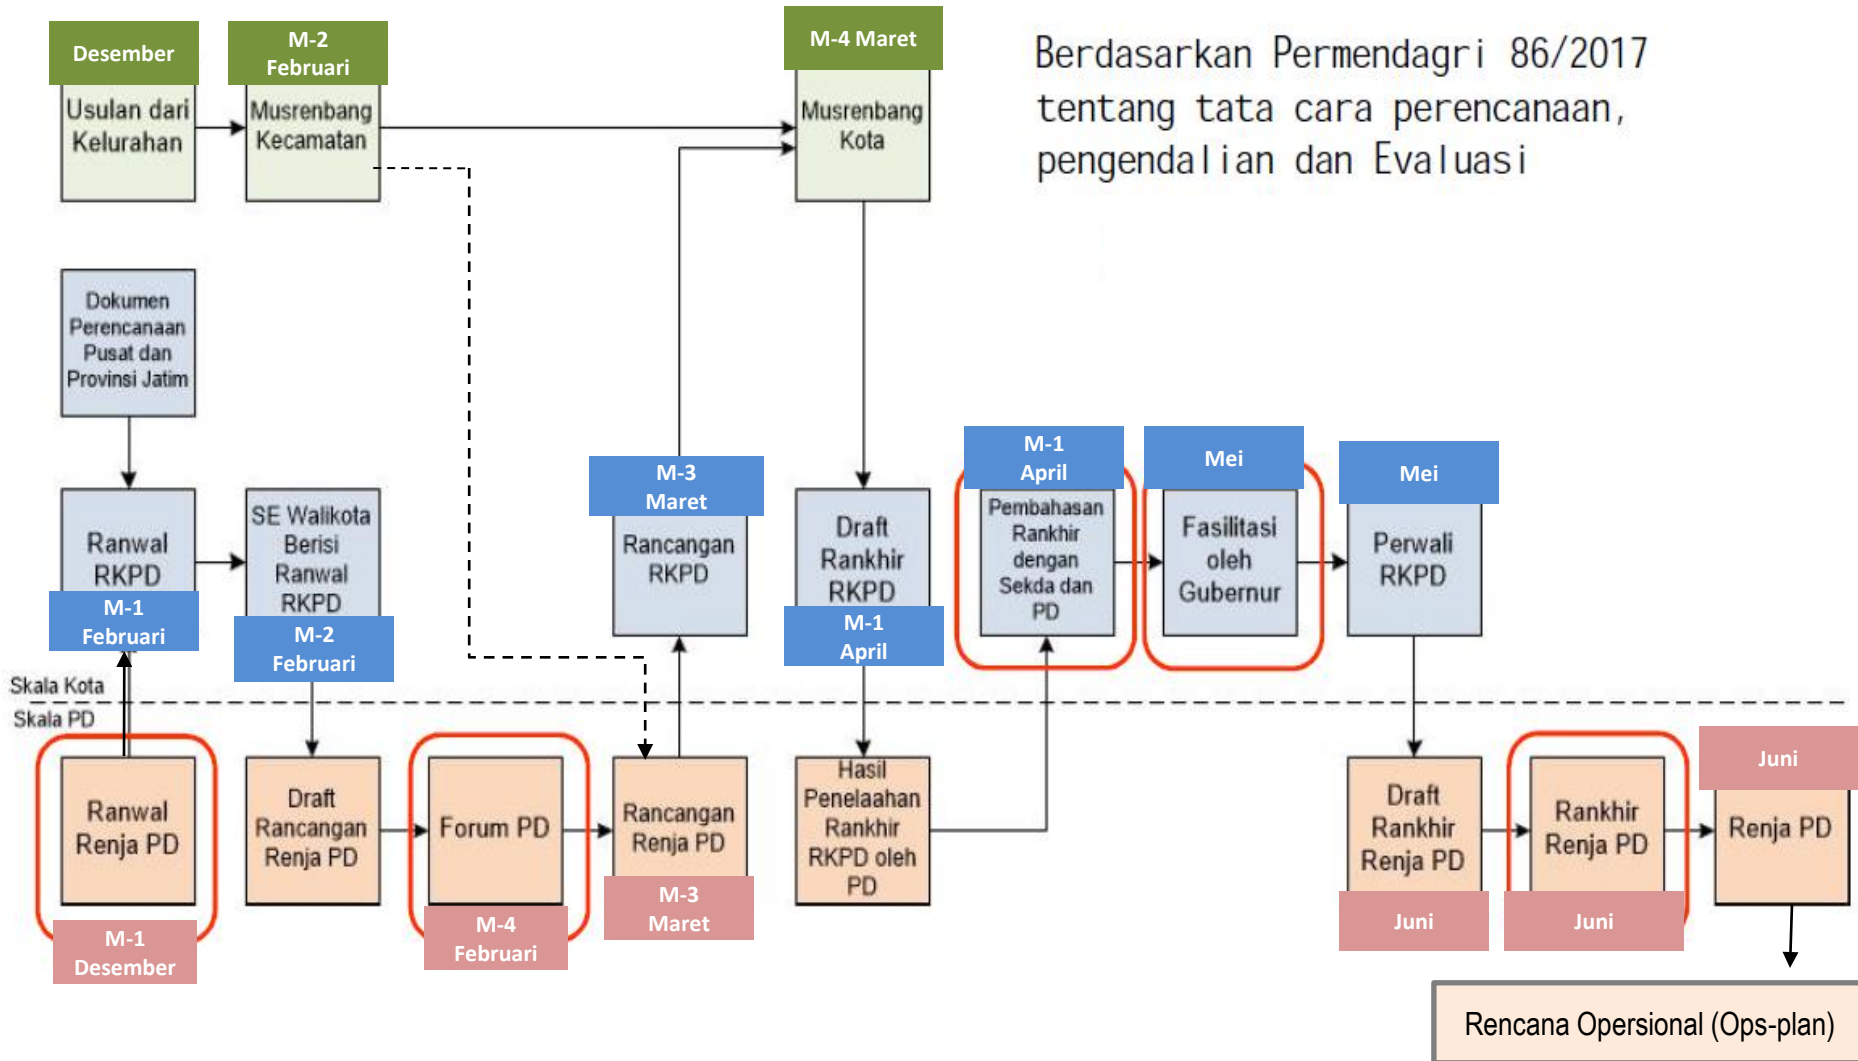 Desember
Usulan dari
Kelurahan
M-2
Februari
Musrenbang
Kecamatan
M-4 Maret
Musrenbang
Kota
Berdasarkan Permendagri 86/2017
tentang tata cara perencanaan,
pengendalian dan Evaluasi
Dokumen
Perencanaan
Pusat dan
Provinsi Jatim
Ranwal
RKPD
M-1
Februari
SE Walikota
Berisi
Ranwal
RKPD
M-2
Februari
M-3
Maret
Rancangan
RKPD
Draft
Rankhir
RKPD
M-1
April
M-1
April
Pembahasan
Rankhir
dengan
Sekda dan
PD
Mei
Fasilitasi
oleh
Gubernur
Mei
Perwali
RKPD
Skala Kota
Skala PD
Ranwal
Renja PD
M-1
Desember
Draft
Rancangan
Renja PD
Forum PD
M-4
Februari
Rancangan
Renja PD
M-3
Maret
Hasil
Penelaahan
Rankhir
RKPD oleh
PD
Draft
Rankhir
Renja PD
Juni
Rankhir
Renja PD
Juni
Juni
Renja PD
Rencana Opersional (Ops-plan)